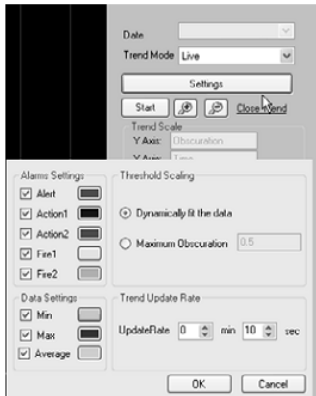 Date
Trend Mode Live
Settings
Start Close Trend
Trend Scale
Y Axis: Obscuration
Time
Alarms Settings
Threshold Scaling
Alert
Action1
Dynamically fit the data
Action2
Maximum Obscuration 0.5
Fire1
Fire2
Data Settings
Trend Update Rate
Min
UpdateRate 0 min 10 sec
Max
Average
OK Cancel